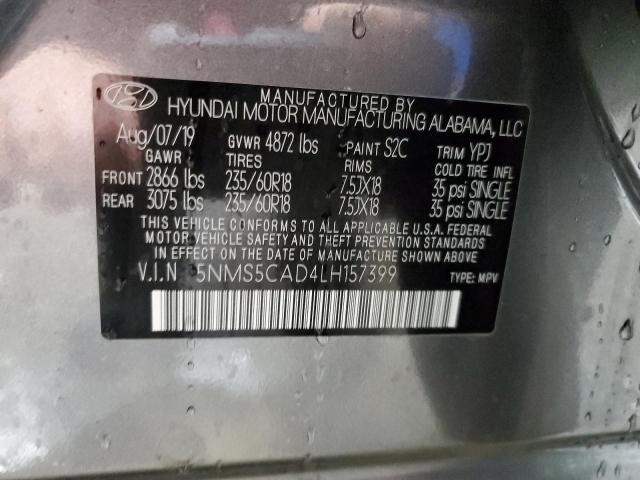 MANUFACTURED BY
HYUNDAI MOTOR MANUFACTURING ALABAMA, LLC
Aug/07/19 GVWR 4872 lbs PAINT S2C TRIM YPJ
GAWR TIRES RIMS COLD TIRE INFL
FRONT 2866 lbs 235/60R18 7.5JX18 35 psi SINGLE
REAR 3075 lbs 235/60R18 7.5JX18 35 psi SINGLE
THIS VEHICLE CONFORMS TO ALL APPLICABLE U.S.A. FEDERAL
MOTOR VEHICLE SAFETY AND THEFT PREVENTION STANDARDS
IN EFFECT ON THE DATE OF MANUFACTURE SHOWN ABOVE.
V.I.N 5NMS5CAD4LH157399 TYPE: MPV